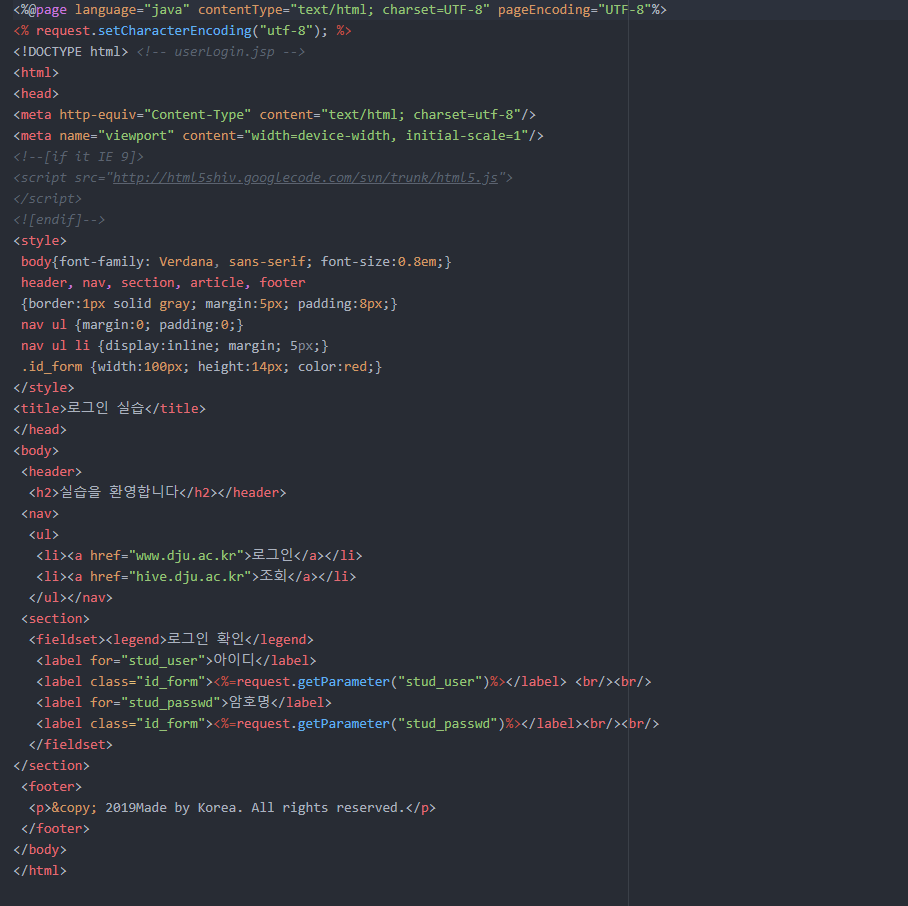 <%@page language="java" contentType="text/html; charset=UTF-8" pageEncoding="UTF-8"%>
<% request.setCharacterEncoding("utf-8"); %>
<!DOCTYPE html> <!-- userLogin.jsp -->
<html>
<head>
<meta http-equiv="Content-Type" content="text/html; charset=utf-8"/>
<meta name="viewport" content="width=device-width, initial-scale=1"/>
<!--[if it IE 9]>
<script src="http://html5shiv.googlecode.com/svn/trunk/html5.js">
</script>
<![endif]-->
<style>
 body{font-family: Verdana, sans-serif; font-size:0.8em;}
 header, nav, section, article, footer
 {border:1px solid gray; margin:5px; padding:8px;}
 nav ul {margin:0; padding:0;}
 nav ul li {display:inline; margin; 5px;}
 .id_form {width:100px; height:14px; color:red;}
</style>
<title>로그인 실습</title>
</head>
<body>
 <header>
  <h2>실습을 환영합니다</h2></header>
 <nav>
  <ul>
   <li><a href="www.dju.ac.kr">로그인</a></li>
   <li><a href="hive.dju.ac.kr">조회</a></li>
  </ul></nav>
 <section>
  <fieldset><legend>로그인 확인</legend>
   <label for="stud_user">아이디</label>
   <label class="id_form"><%=request.getParameter("stud_user")%></label> <br/><br/>
   <label for="stud_passwd">암호명</label>
   <label class="id_form"><%=request.getParameter("stud_passwd")%></label><br/><br/>
  </fieldset>
</section>
 <footer>
  <p>&copy; 2019Made by Korea. All rights reserved.</p>
 </footer>
</body>
</html>